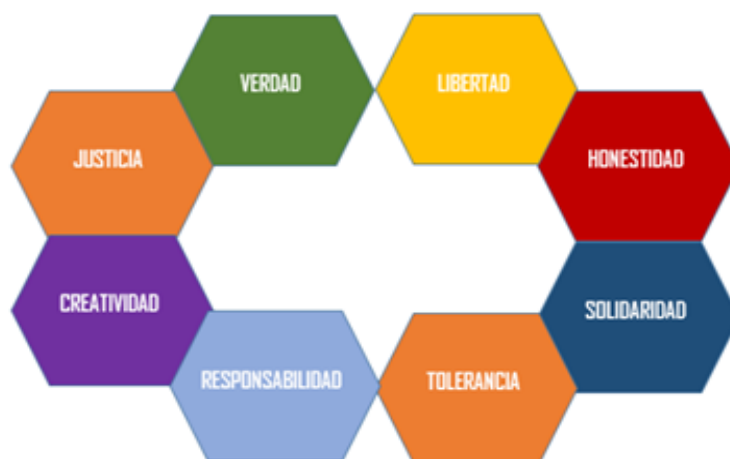 VERDAD
LIBERTAD
JUSTICIA
HONESTIDAD
CREATIVIDAD
SOLIDARIDAD
RESPONSABILIDAD
TOLERANCIA